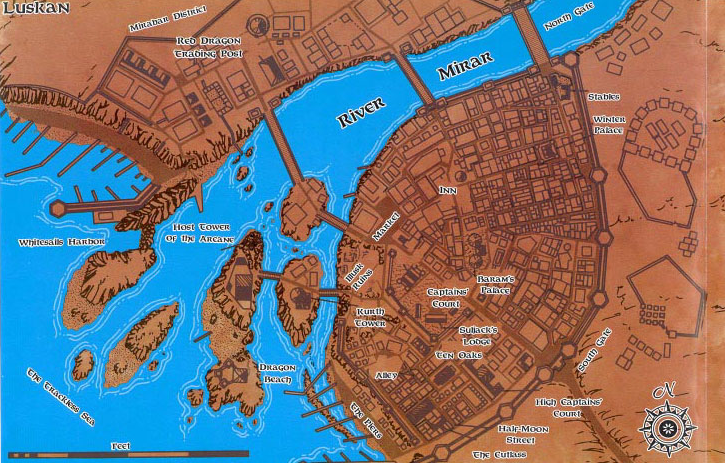 Luskan
Mirabar District
Red Dragon
Trading Post
North Gate
River
Mirar
Stables
Winter
Palace
Inn
Market
Host Tower
of the Arcane
Whitesails Harbor
Illusk
Ruins
Baram's
Palace
Captains'
Court
Kurth
Tower
Suljack's
Lodge
Ten Oaks
South Gate
Dragon
Beach
Alley
The Trackless Sea
The Piers
High Captains'
Court
Half-Moon
Street
The Cutlass
Feet
N